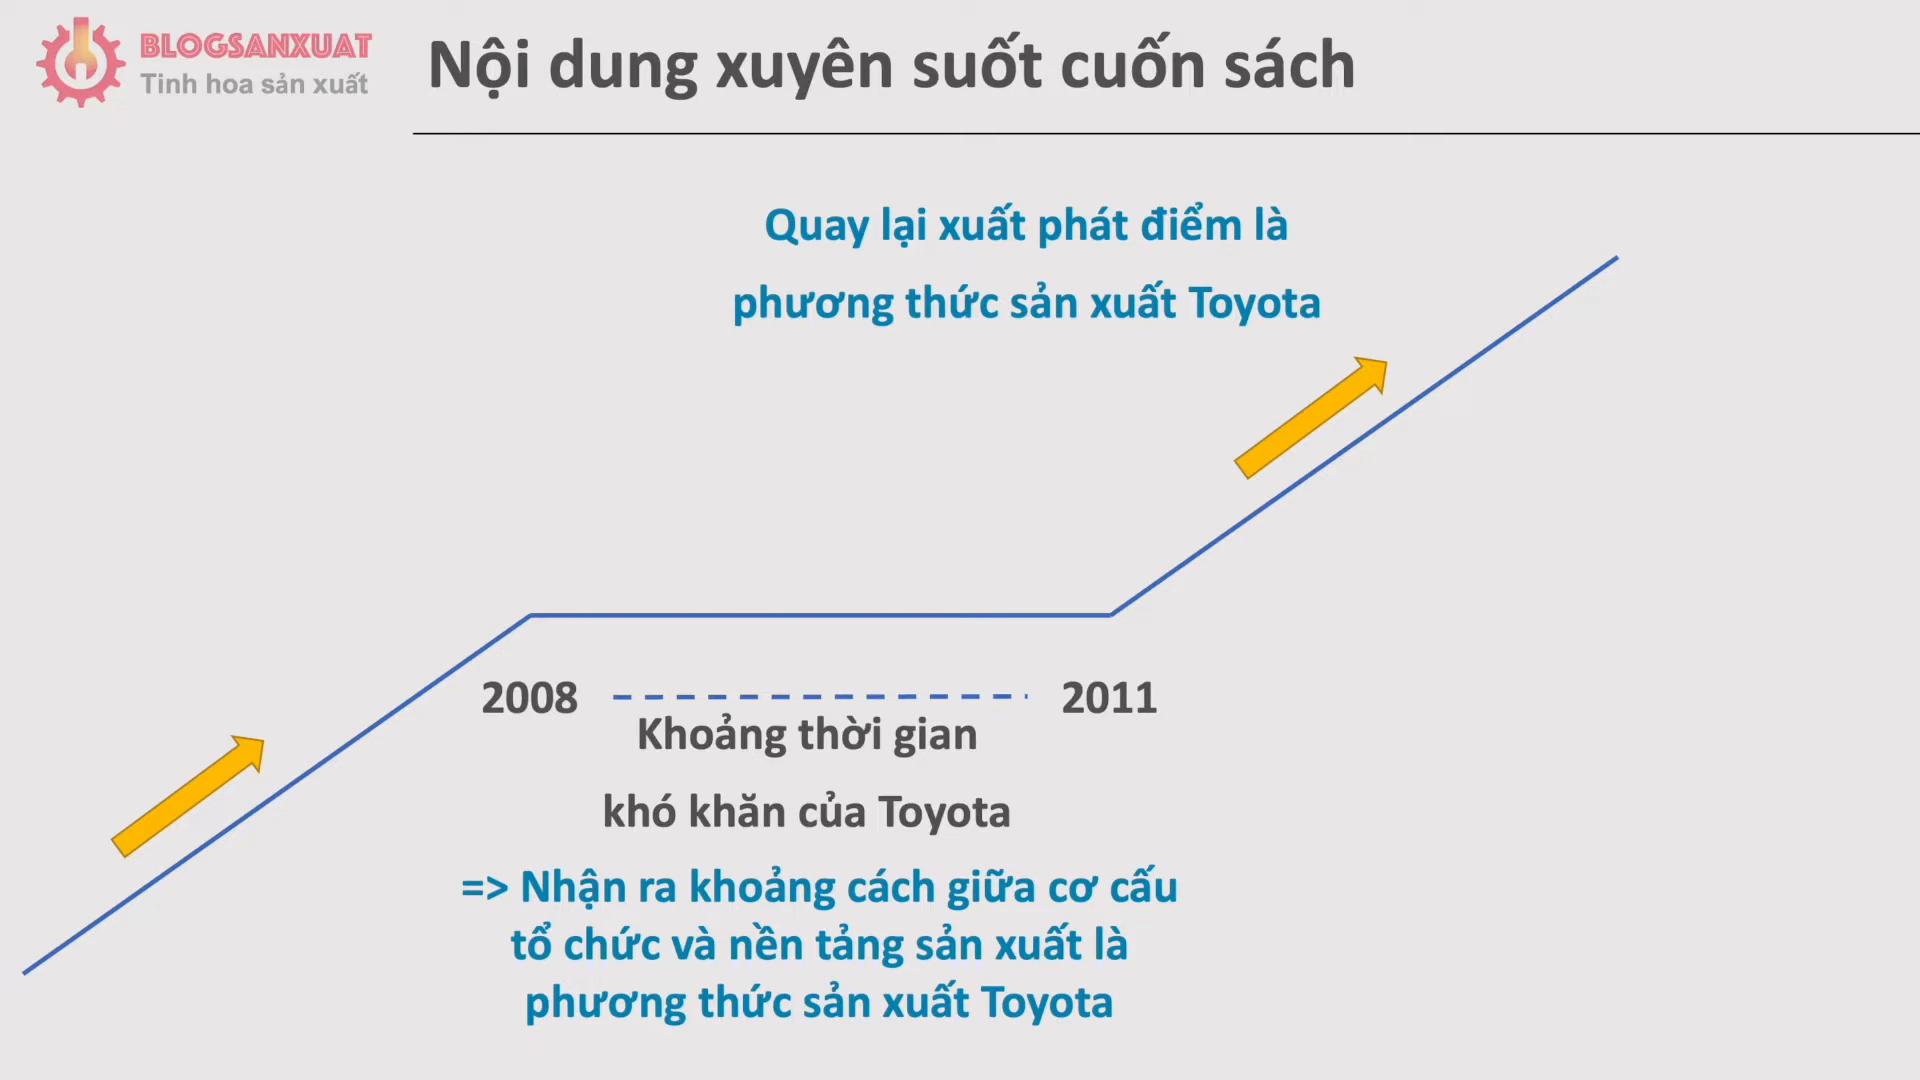 BLOGSANXUAT
Tinh hoa sản xuất
Nội dung xuyên suốt cuốn sách
Quay lại xuất phát điểm là
phương thức sản xuất Toyota
2008
2011
Khoảng thời gian
khó khăn của Toyota
=> Nhận ra khoảng cách giữa cơ cấu
tổ chức và nền tảng sản xuất là
phương thức sản xuất Toyota